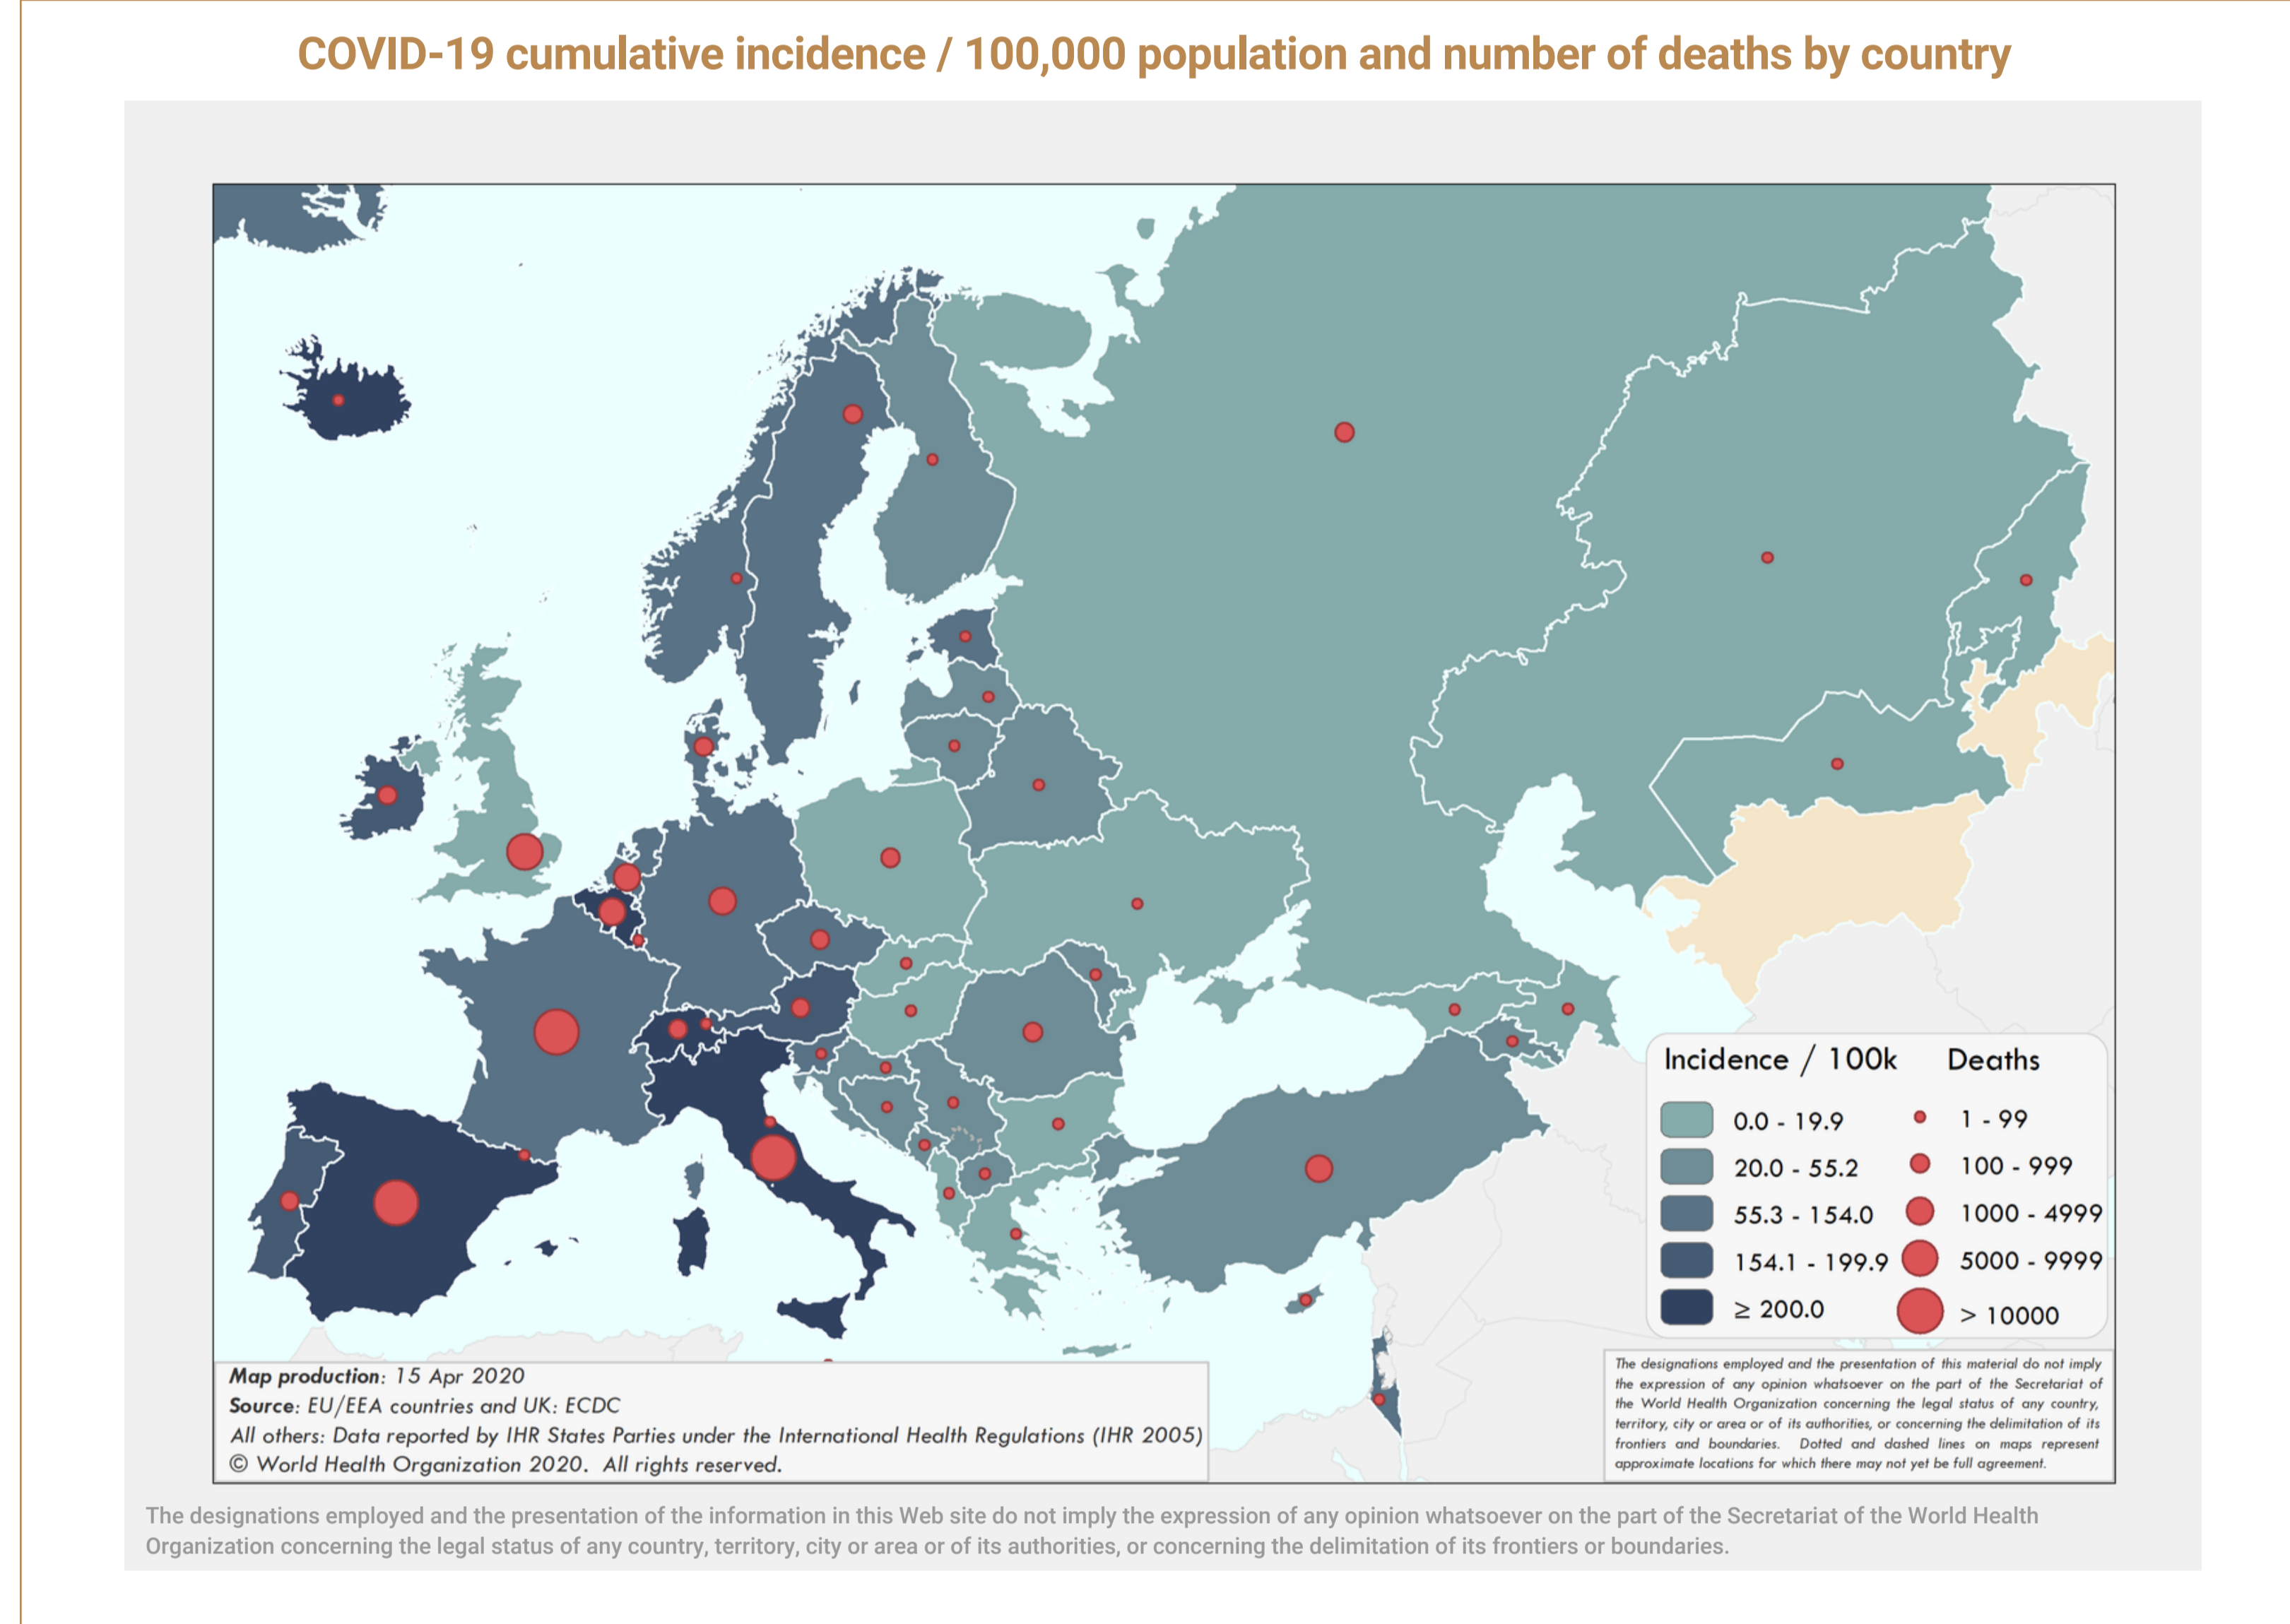 COVID-19 cumulative incidence / 100,000 population and number of deaths by country
Incidence / 100k Deaths
0.0 - 19.9 1 - 99
20.0 - 55.2 100 - 999
55.3 - 154.0 1000 - 4999
154.1 - 199.9 5000 - 9999
≥ 200.0 > 10000
Map production: 15 Apr 2020
Source: EU/EEA countries and UK: ECDC
All others: Data reported by IHR States Parties under the International Health Regulations (IHR 2005)
© World Health Organization 2020. All rights reserved.
The designations employed and the presentation of this material do not imply
the expression of any opinion whatsoever on the part of the Secretariat of
the World Health Organization concerning the legal status of any country,
territory, city or area or of its authorities, or concerning the delimitation of its
frontiers and boundaries. Dotted and dashed lines on maps represent
approximate locations for which there may not yet be full agreement.
The designations employed and the presentation of the information in this Web site do not imply the expression of any opinion whatsoever on the part of the Secretariat of the World Health
Organization concerning the legal status of any country, territory, city or area or of its authorities, or concerning the delimitation of its frontiers or boundaries.